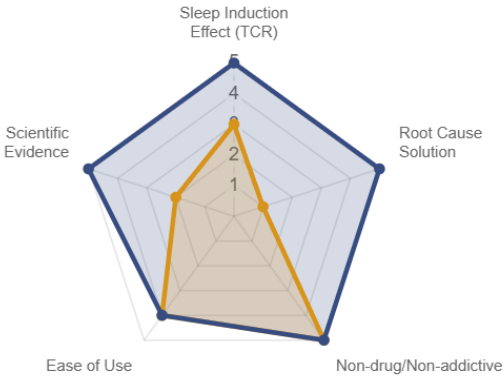 Sleep Induction
Effect (TCR)
5
4
3
2
1
Scientific
Evidence
Root Cause
Solution
Ease of Use
Non-drug/Non-addictive